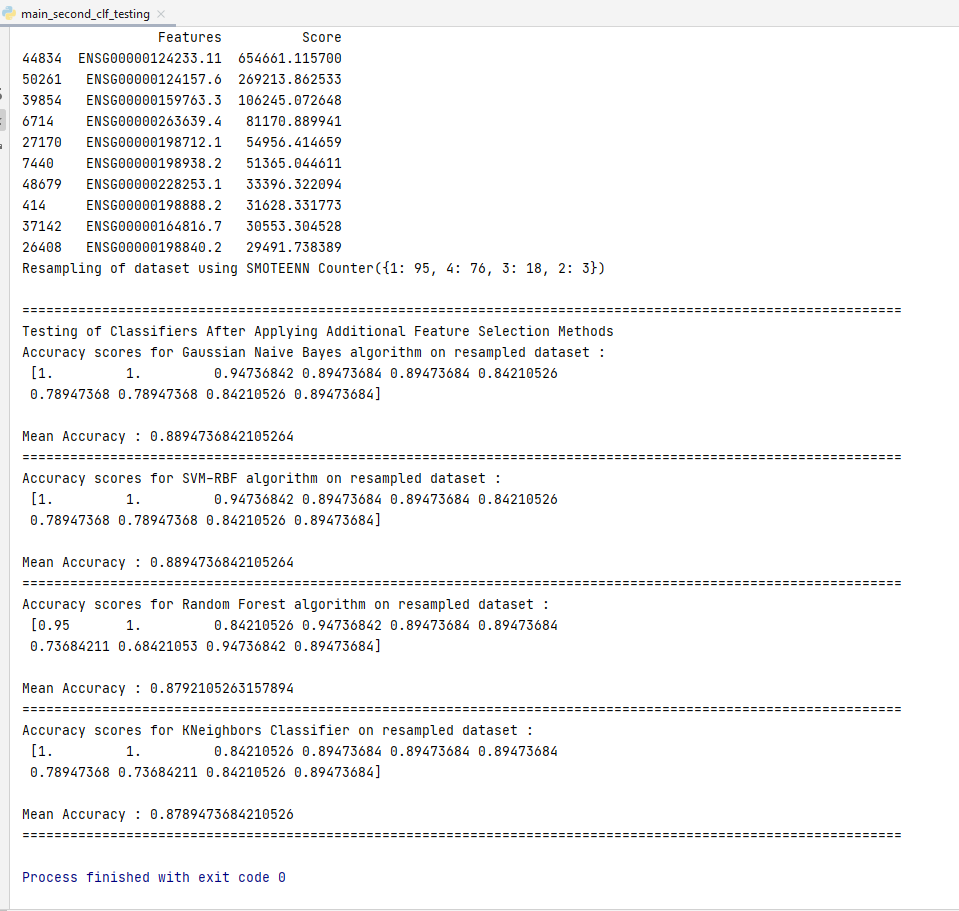 main_second_clf_testing
Features Score
44834 ENSG00000124233.11 654661.115700
50261 ENSG00000124157.6 269213.862533
39854 ENSG00000159763.3 106245.072648
6714 ENSG00000263639.4 81170.889941
27170 ENSG00000198712.1 54956.414659
7440 ENSG00000198938.2 51365.044611
48679 ENSG00000228253.1 33396.322094
414 ENSG00000198888.2 31628.331773
37142 ENSG00000164816.7 30553.304528
26408 ENSG00000198840.2 29491.738389
Resampling of dataset using SMOTEENN Counter({1: 95, 4: 76, 3: 18, 2: 3})
==============================================================================================================
Testing of Classifiers After Applying Additional Feature Selection Methods
Accuracy scores for Gaussian Naive Bayes algorithm on resampled dataset :
[1. 1. 0.94736842 0.89473684 0.89473684 0.84210526
0.78947368 0.78947368 0.84210526 0.89473684]
Mean Accuracy : 0.8894736842105264
==============================================================================================================
Accuracy scores for SVM-RBF algorithm on resampled dataset :
[1. 1. 0.94736842 0.89473684 0.89473684 0.84210526
0.78947368 0.78947368 0.84210526 0.89473684]
Mean Accuracy : 0.8894736842105264
==============================================================================================================
Accuracy scores for Random Forest algorithm on resampled dataset :
[0.95 1. 0.84210526 0.94736842 0.89473684 0.89473684
0.73684211 0.68421053 0.94736842 0.89473684]
Mean Accuracy : 0.8792105263157894
==============================================================================================================
Accuracy scores for KNeighbors Classifier on resampled dataset :
[1. 1. 0.84210526 0.89473684 0.89473684 0.89473684
0.78947368 0.73684211 0.84210526 0.89473684]
Mean Accuracy : 0.8789473684210526
==============================================================================================================
Process finished with exit code 0